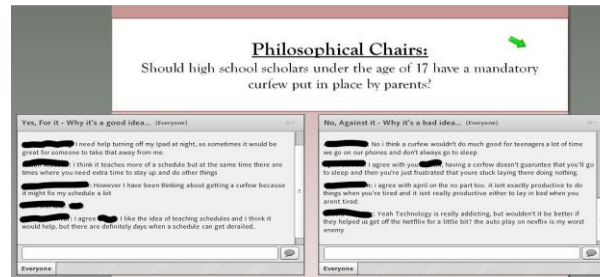 Philosophical Chairs:
Should high school scholars under the age of 17 have a mandatory
curfew put in place by parents?
Yes, For it - Why it's a good idea... (Everyone)
I need help turning off my ipad at night, so sometimes it would be
great for someone to take that away from me.
: i think it teaches more of a schedule but at the same time there are
times where you need extra time to stay up and do other things
: However i have been thinking about getting a curfew because
it might fix my schedule a bit
: I agree I like the idea of teaching schedules and I think it
would help, but there are definitely days when a schedule can get derailed.
Everyone
No, Against it - Why it's a bad idea... (Everyone)
No i think a curfew wouldn't do much good for teenagers a lot of time
we go on our phones and don't always go to sleep
: I agree with you , having a corfew doesn't guaruntee that you'll go
to sleep and then you're just frustrated that youre stuck laying there doing nothing.
: i agree with april on the no part too. it isnt exactly productive to do
things when you're tired and it isnt really productive either to lay in bed when you
arent tired.
: Yeah Technology is really addicting, but wouldn't it be better if
they helped us get off the Netfflix for a little bit? the auto play on nexflix is my worst
enemy
Everyone